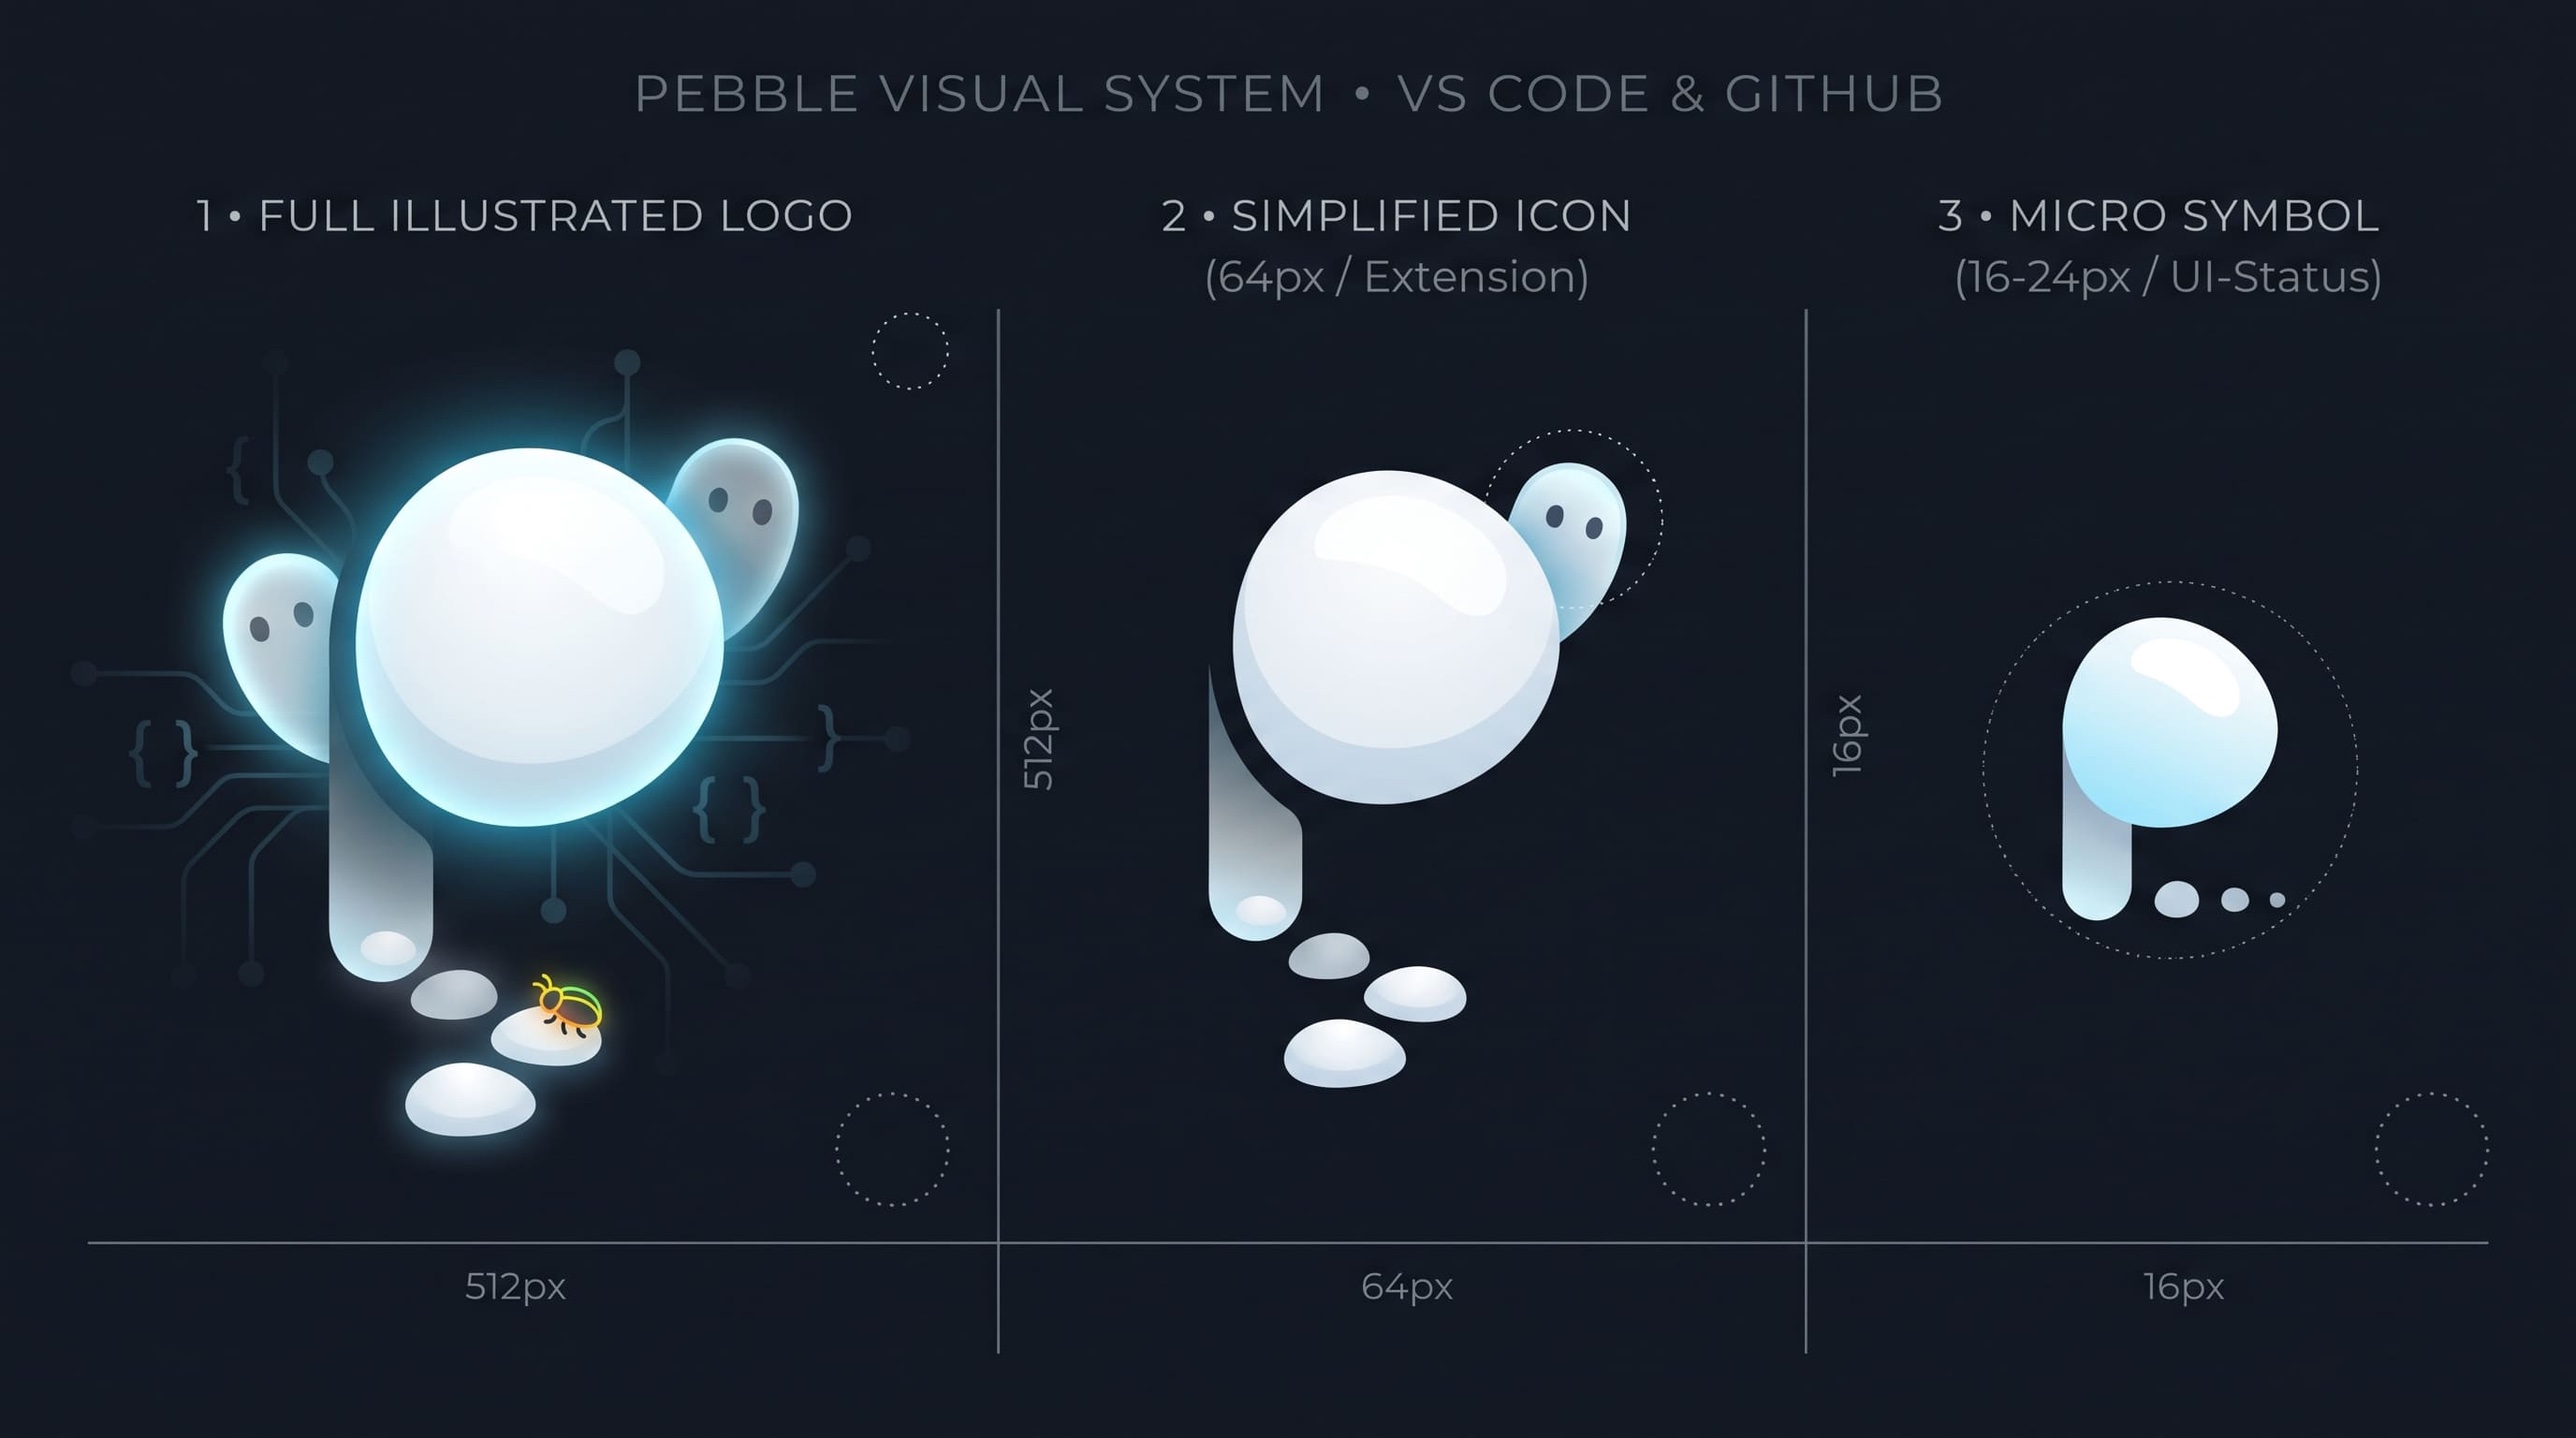 PEBBLE VISUAL SYSTEM • VS CODE & GITHUB
1 • FULL ILLUSTRATED LOGO
2 • SIMPLIFIED ICON
(64px / Extension)
3 • MICRO SYMBOL
(16-24px / UI-Status)
{
{ }
}
{ }
512px
16px
512px
64px
16px